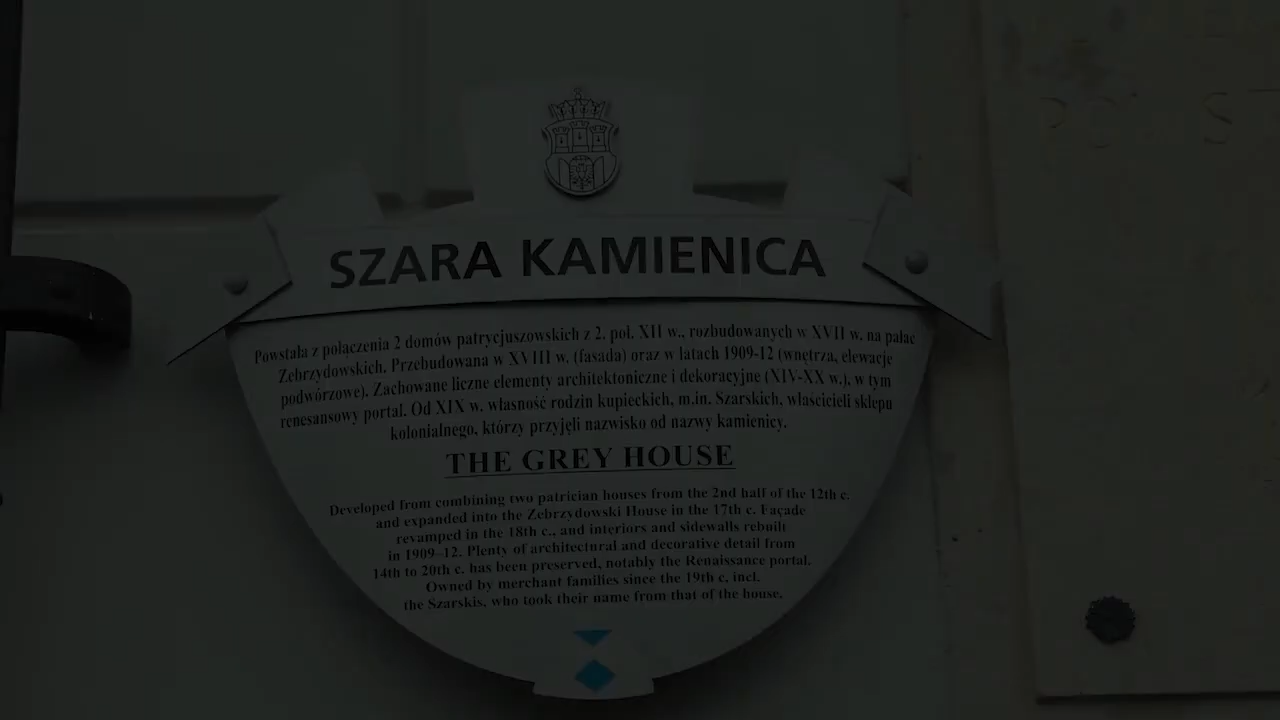 SZARA KAMIENICA
Powstała z połączenia 2 domów patrycjuszowskich z 2. poł. XII w., rozbudowanych w XVII w. na pałac
Zebrzydowskich. Przebudowana w XVIII w. (fasada) oraz w latach 1909-12 (wnętrza, elewacje
podwórzowe). Zachowane liczne elementy architektoniczne i dekoracyjne (XIV-XX w.), w tym
renesansowy portal. Od XIX w. własność rodzin kupieckich, m.in. Szarskich, właścicieli sklepu
kolonialnego, którzy przyjęli nazwisko od nazwy kamienicy.
THE GREY HOUSE
Developed from combining two patrician houses from the 2nd half of the 12th c.
and expanded into the Zebrzydowski House in the 17th c. Façade
revamped in the 18th c., and interiors and sidewalls rebuilt
in 1909–12. Plenty of architectural and decorative detail from
14th to 20th c. has been preserved, notably the Renaissance portal.
Owned by merchant families since the 19th c, incl.
the Szarskis, who took their name from that of the house.